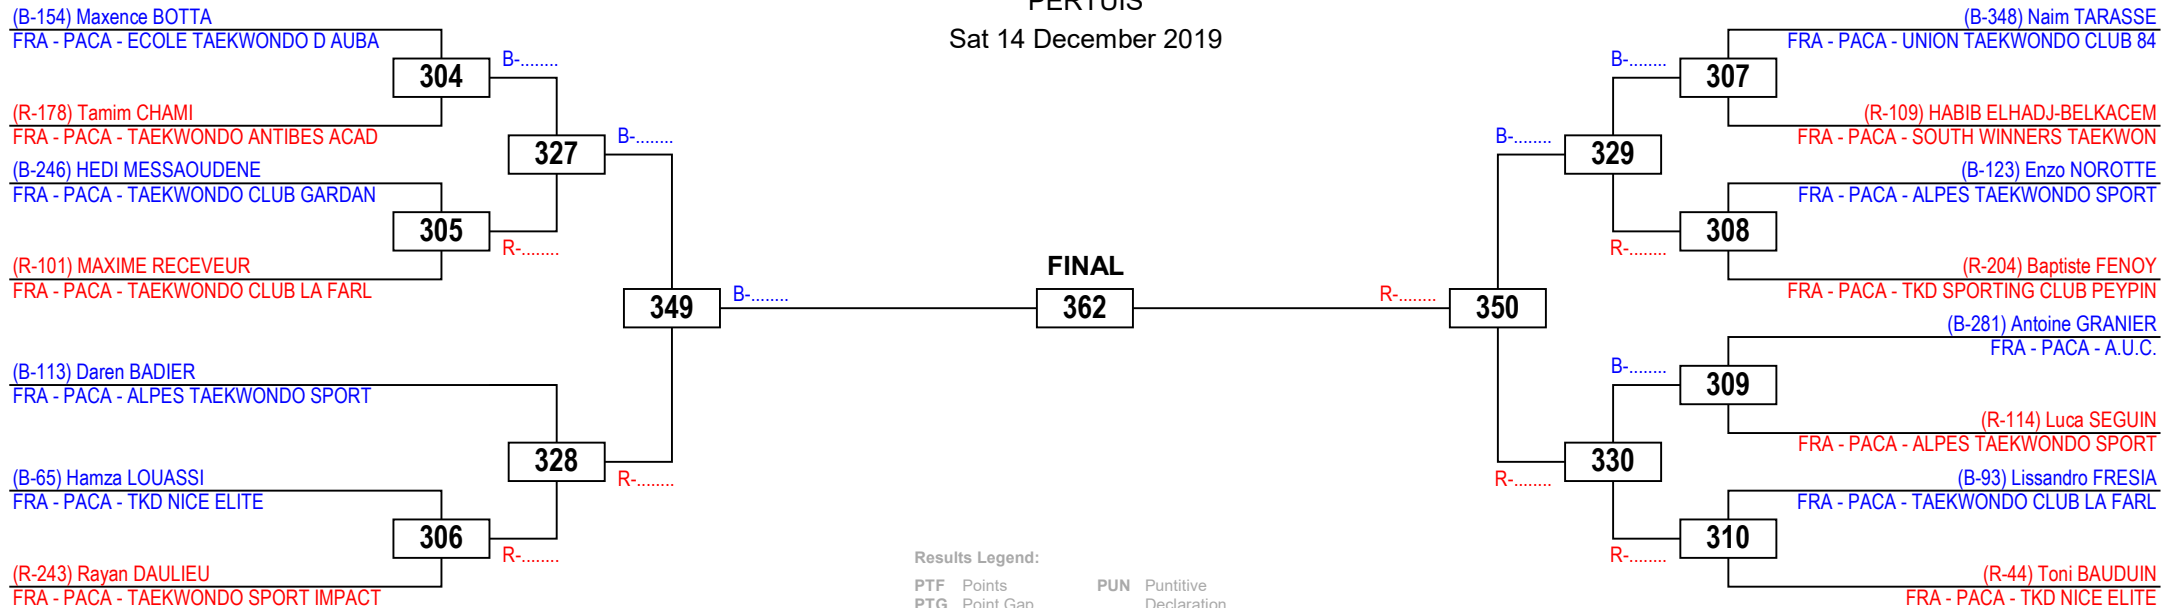 PERTUIS
Sat 14 December 2019
(B-154) Maxence BOTTA
FRA - PACA - ECOLE TAEKWONDO D AUBA
304
B-........
(R-178) Tamim CHAMI
FRA - PACA - TAEKWONDO ANTIBES ACAD
327
B-........
(B-246) HEDI MESSAOUDENE
FRA - PACA - TAEKWONDO CLUB GARDAN
305
R-........
(R-101) MAXIME RECEVEUR
FRA - PACA - TAEKWONDO CLUB LA FARL
349
B-........
(B-113) Daren BADIER
FRA - PACA - ALPES TAEKWONDO SPORT
328
R-........
(B-65) Hamza LOUASSI
FRA - PACA - TKD NICE ELITE
306
R-........
(R-243) Rayan DAULIEU
FRA - PACA - TAEKWONDO SPORT IMPACT
FINAL
362
(B-348) Naim TARASSE
FRA - PACA - UNION TAEKWONDO CLUB 84
B-........
307
(R-109) HABIB ELHADJ-BELKACEM
FRA - PACA - SOUTH WINNERS TAEKWON
B-........
329
(B-123) Enzo NOROTTE
FRA - PACA - ALPES TAEKWONDO SPORT
308
R-........
(R-204) Baptiste FENOY
FRA - PACA - TKD SPORTING CLUB PEYPIN
R-........
350
(B-281) Antoine GRANIER
FRA - PACA - A.U.C.
B-........
309
(R-114) Luca SEGUIN
FRA - PACA - ALPES TAEKWONDO SPORT
330
R-........
(B-93) Lissandro FRESIA
FRA - PACA - TAEKWONDO CLUB LA FARL
310
R-........
(R-44) Toni BAUDUIN
FRA - PACA - TKD NICE ELITE
Results Legend:
PTF Points PUN Puntitive
PTG Point Gap Declaration